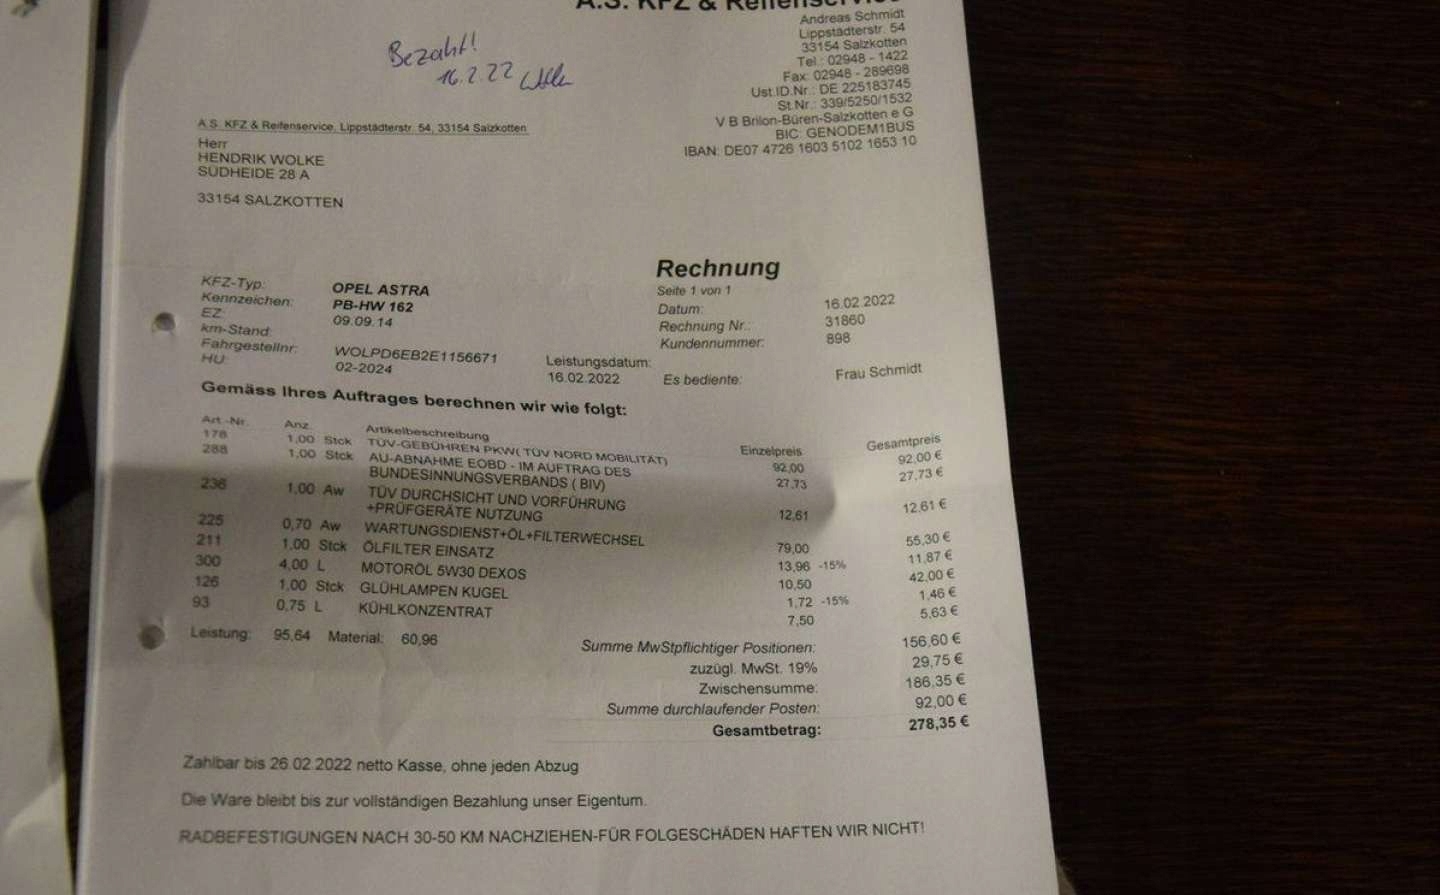 A.S. KFZ & Reifenservice
Andreas Schmidt
Lippstädterstr. 54
33154 Salzkotten
Tel.: 02948 - 1422
Fax: 02948 - 289698
Ust.ID.Nr.: DE 225183745
St.Nr.: 339/5250/1532
V B Brilon-Büren-Salzkotten e G
BIC: GENODEM1BUS
IBAN: DE07 4726 1603 5102 1653 10
Bezahlt!
16.2.22
A.S. KFZ & Reifenservice, Lippstädterstr. 54, 33154 Salzkotten
Herr
HENDRIK WOLKE
SÜDHEIDE 28 A
33154 SALZKOTTEN
Rechnung
Seite 1 von 1
Datum: 16.02.2022
Rechnung Nr.: 31860
Kundennummer: 898
KFZ-Typ: OPEL ASTRA
Kennzeichen: PB-HW 162
EZ: 09.09.14
km-Stand:
Fahrgestellnr: WOLPD6EB2E1156671
HU: 02-2024
Leistungsdatum:
16.02.2022
Es bediente: Frau Schmidt
Gemäss Ihres Auftrages berechnen wir wie folgt:
Art.-Nr. Anz. Artikelbeschreibung Einzelpreis Gesamtpreis
178 1,00 Stck TÜV-GEBÜHREN PKW( TÜV NORD MOBILITÄT) 92,00 92,00 €
288 1,00 Stck AU-ABNAHME EOBD - IM AUFTRAG DES 27,73 27,73 €
BUNDESINNUNGSVERBANDS ( BIV)
236 1,00 Aw TÜV DURCHSICHT UND VORFÜHRUNG 12,61 12,61 €
+PRÜFGERÄTE NUTZUNG
225 0,70 Aw WARTUNGSDIENST+ÖL+FILTERWECHSEL 79,00 55,30 €
211 1,00 Stck ÖLFILTER EINSATZ 13,96 -15% 11,87 €
300 4,00 L MOTORÖL 5W30 DEXOS 10,50 42,00 €
126 1,00 Stck GLÜHLAMPEN KUGEL 1,72 -15% 1,46 €
93 0,75 L KÜHLKONZENTRAT 7,50 5,63 €
Leistung: 95,64 Material: 60,96
Summe MwStpflichtiger Positionen: 156,60 €
zuzügl. MwSt. 19% 29,75 €
Zwischensumme: 186,35 €
Summe durchlaufender Posten: 92,00 €
Gesamtbetrag: 278,35 €
Zahlbar bis 26.02.2022 netto Kasse, ohne jeden Abzug
Die Ware bleibt bis zur vollständigen Bezahlung unser Eigentum.
RADBEFESTIGUNGEN NACH 30-50 KM NACHZIEHEN-FÜR FOLGESCHÄDEN HAFTEN WIR NICHT!